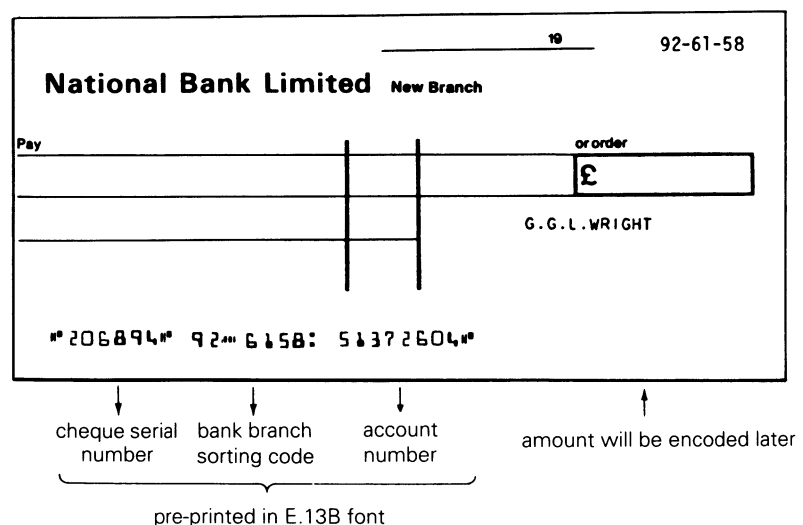 19 92-61-58
National Bank Limited New Branch
Pay or order
£
G.G.L.WRIGHT
⑈206894⑈ 92⑉6158⑆ 51372604⑈
cheque serial number
bank branch sorting code
account number
amount will be encoded later
pre-printed in E.13B font